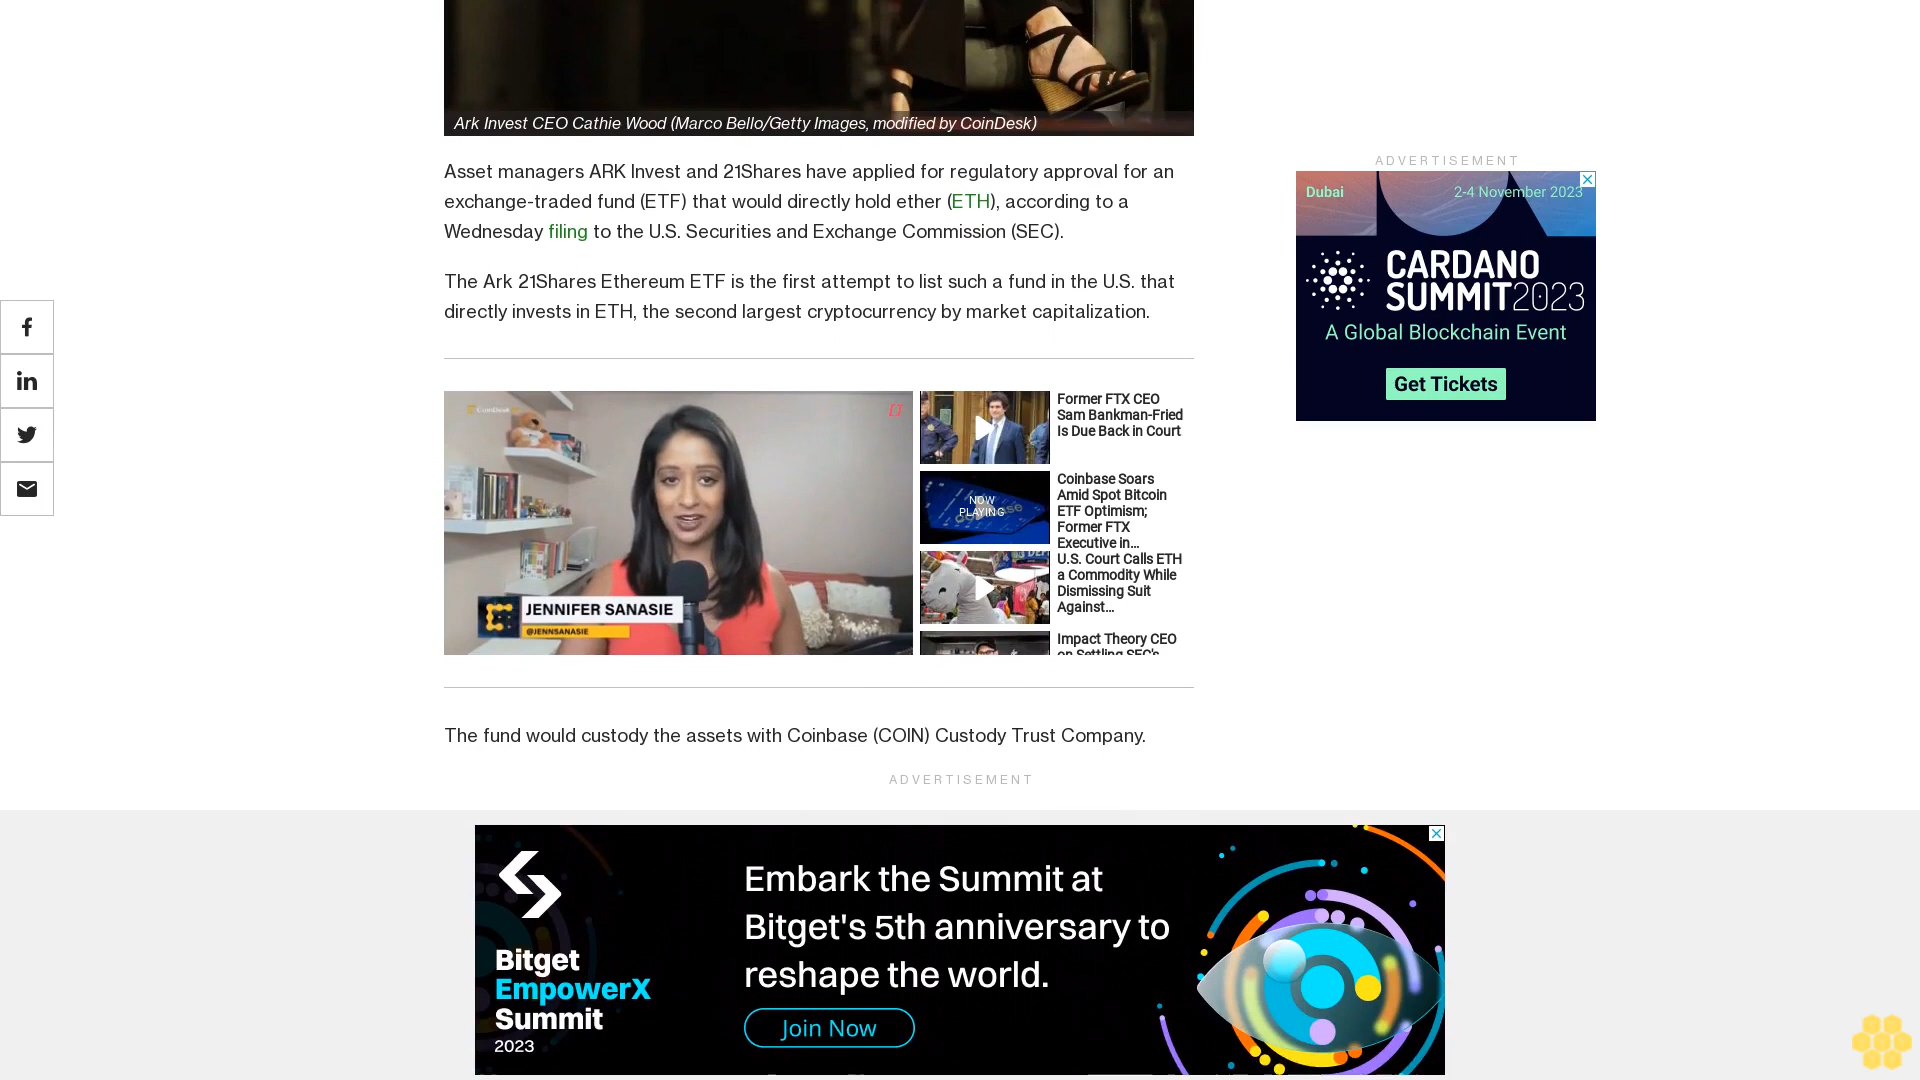 Ark Invest CEO Cathie Wood (Marco Bello/Getty Images, modified by CoinDesk)
Asset managers ARK Invest and 21Shares have applied for regulatory approval for an
exchange-traded fund (ETF) that would directly hold ether (ETH), according to a
Wednesday filing to the U.S. Securities and Exchange Commission (SEC).
The Ark 21Shares Ethereum ETF is the first attempt to list such a fund in the U.S. that
directly invests in ETH, the second largest cryptocurrency by market capitalization.
CoinDesk
JENNIFER SANASIE
@JENNSANASIE
Former FTX CEO
Sam Bankman-Fried
Is Due Back in Court
NOW
PLAYING
Coinbase Soars
Amid Spot Bitcoin
ETF Optimism;
Former FTX
Executive in...
U.S. Court Calls ETH
a Commodity While
Dismissing Suit
Against...
Impact Theory CEO
on Settling SEC's
The fund would custody the assets with Coinbase (COIN) Custody Trust Company.
ADVERTISEMENT
Dubai
2-4 November 2023
CARDANO
SUMMIT2023
A Global Blockchain Event
Get Tickets
ADVERTISEMENT
Bitget
EmpowerX
Summit
2023
Embark the Summit at
Bitget's 5th anniversary to
reshape the world.
Join Now